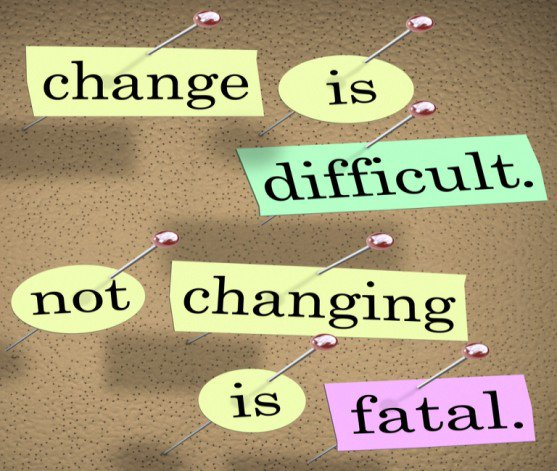 change is
difficult.
not changing
is fatal.